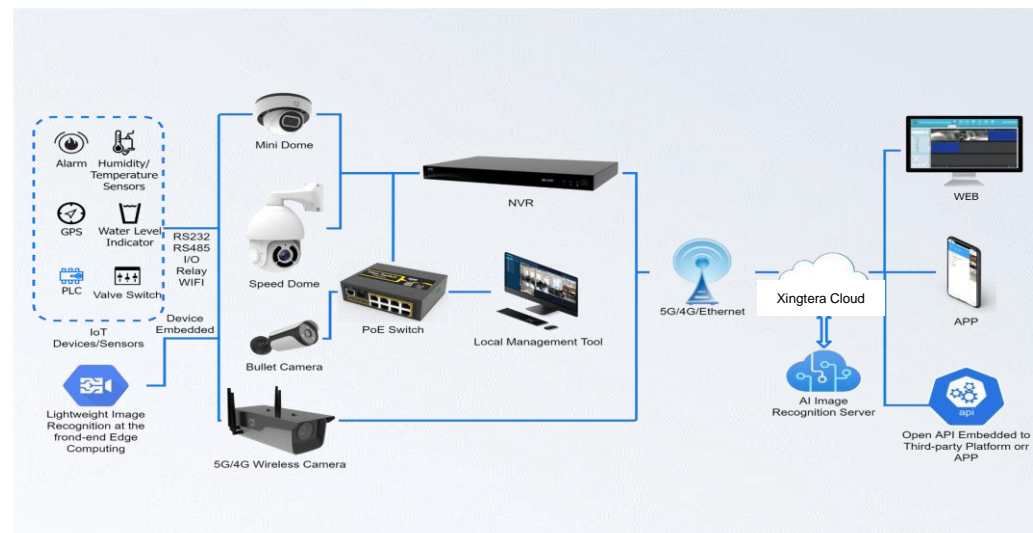 Alarm
Humidity/
Temperature
Sensors
GPS
Water Level
Indicator
PLC
Valve Switch
IoT
Devices/Sensors
RS232
RS485
I/O
Relay
WIFI
Device
Embedded
Lightweight Image
Recognition at the
frond-end Edge
Computing
Mini Dome
Speed Dome
Bullet Camera
5G/4G Wireless Camera
PoE Switch
NVR
Local Management Tool
5G/4G/Ethernet
Xingtera Cloud
AI Image
Recognition Server
WEB
APP
api
Open API Embedded to
Third-party Platform orr
APP